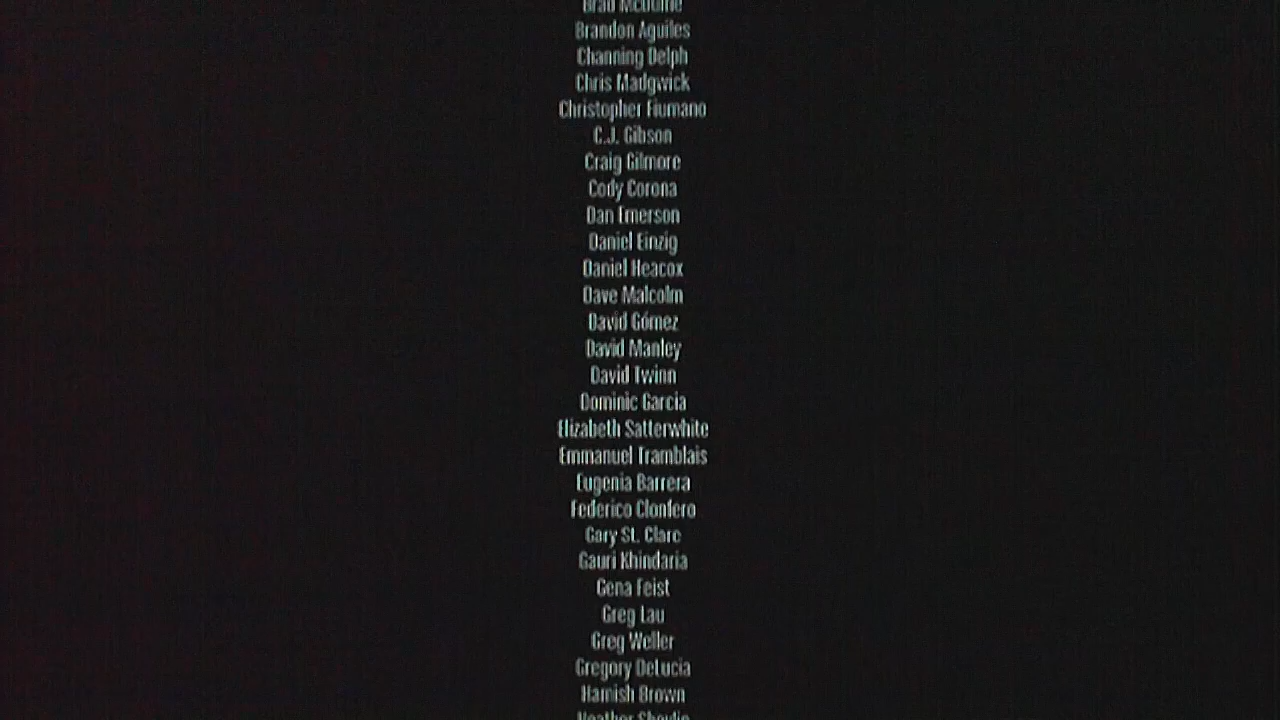 Brandon Aguiles
Channing Delph
Chris Madgwick
Christopher Fiumano
C.J. Gibson
Craig Gilmore
Cody Corona
Dan Emerson
Daniel Einzig
Daniel Heacox
Dave Malcolm
David Gómez
David Manley
David Twinn
Dominic Garcia
Elizabeth Satterwhite
Emmanuel Tramblais
Eugenia Barrera
Federico Clonfero
Gary St. Clare
Gauri Khindaria
Gena Feist
Greg Lau
Greg Weller
Gregory DeLucia
Hamish Brown
Heather